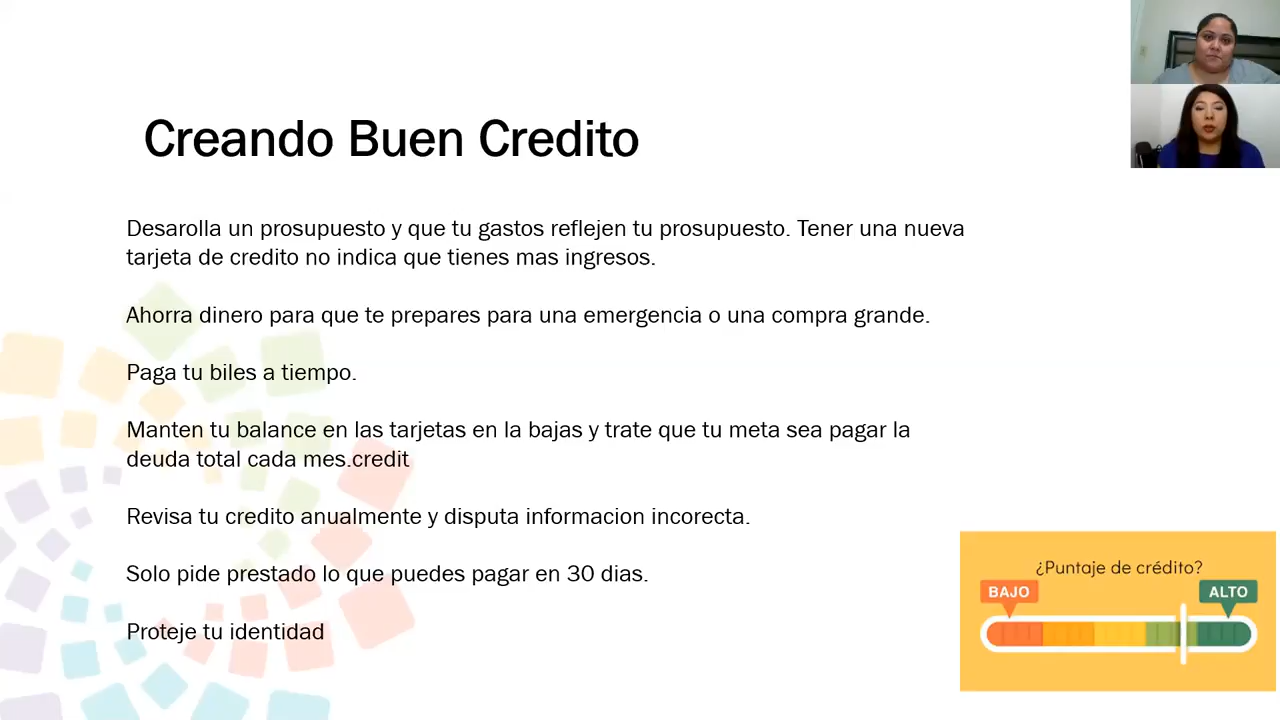 Creando Buen Credito
Desarolla un prosupuesto y que tu gastos reflejen tu prosupuesto. Tener una nueva
tarjeta de credito no indica que tienes mas ingresos.
Ahorra dinero para que te prepares para una emergencia o una compra grande.
Paga tu biles a tiempo.
Manten tu balance en las tarjetas en la bajas y trate que tu meta sea pagar la
deuda total cada mes.credit
Revisa tu credito anualmente y disputa informacion incorecta.
Solo pide prestado lo que puedes pagar en 30 dias.
Proteje tu identidad
¿Puntaje de crédito?
BAJO
ALTO